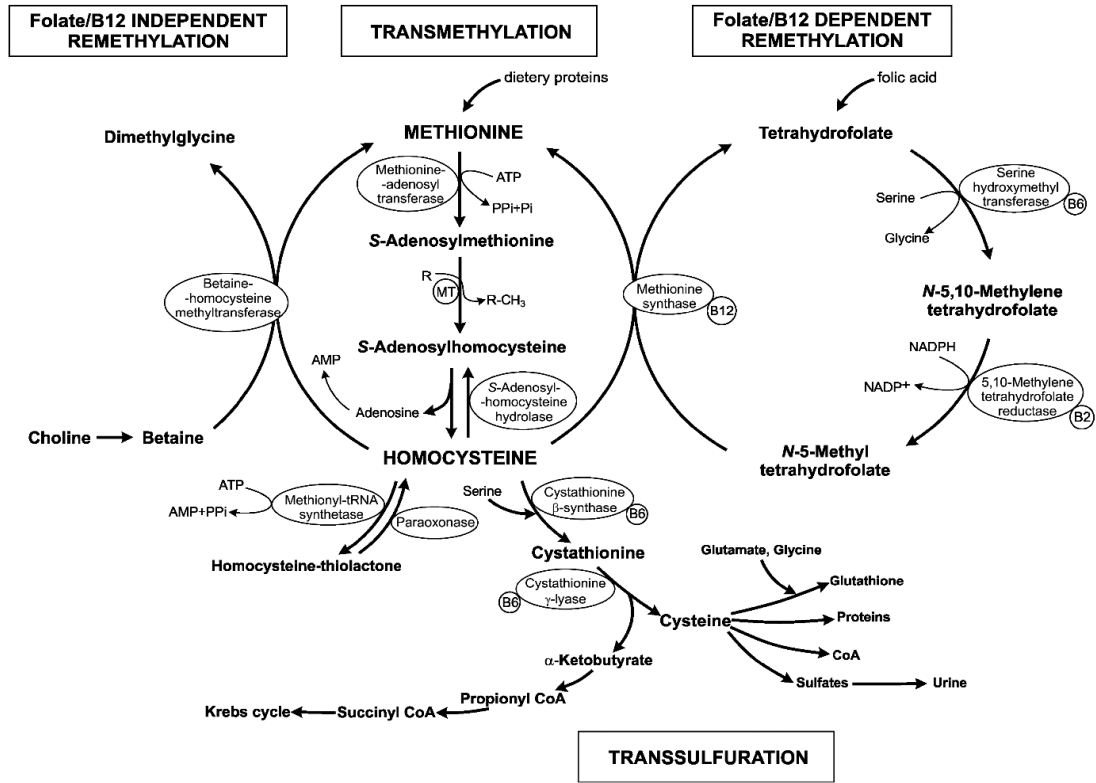 Folate/B12 INDEPENDENT
REMETHYLATION
TRANSMETHYLATION
Folate/B12 DEPENDENT
REMETHYLATION
dietery proteins
folic acid
Dimethylglycine
METHIONINE
Tetrahydrofolate
Methionine-
-adenosyl
transferase
ATP
PPi+Pi
Serine
hydroxymethyl
transferase
B6
Serine
Glycine
S-Adenosylmethionine
Betaine-
-homocysteine
methyltransferase
R
MT
R-CH₃
Methionine
synthase
B12
N-5,10-Methylene
tetrahydrofolate
S-Adenosylhomocysteine
NADPH
NADP+
5,10-Methylene
tetrahydrofolate
reductase
B2
AMP
Adenosine
S-Adenosyl-
-homocysteine
hydrolase
Choline
Betaine
HOMOCYSTEINE
N-5-Methyl
tetrahydrofolate
ATP
AMP+PPi
Methionyl-tRNA
synthetase
Paraoxonase
Serine
Cystathionine
β-synthase
B6
Homocysteine-thiolactone
Cystathionine
Glutamate, Glycine
Cystathionine
γ-lyase
B6
Glutathione
Cysteine
Proteins
CoA
α-Ketobutyrate
Sulfates
Urine
Propionyl CoA
Krebs cycle
Succinyl CoA
TRANSSULFURATION